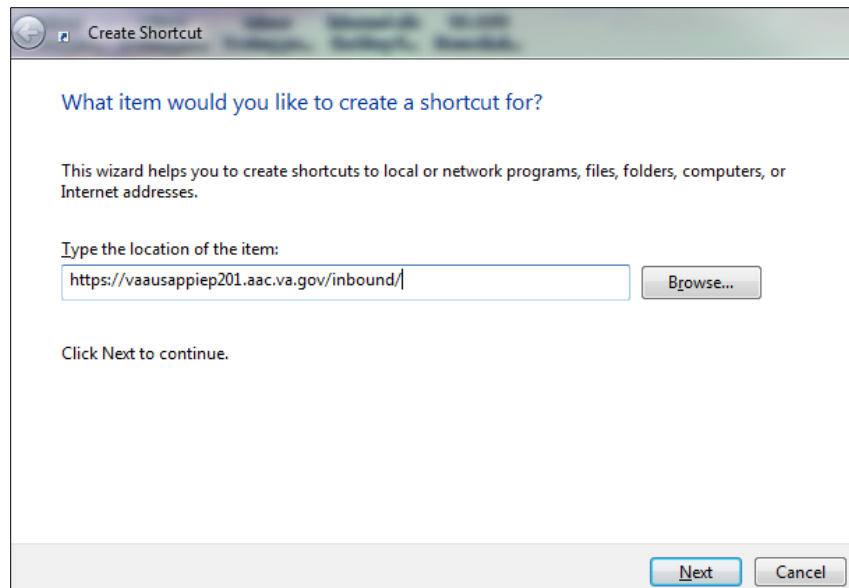 Create Shortcut
What item would you like to create a shortcut for?
This wizard helps you to create shortcuts to local or network programs, files, folders, computers, or
Internet addresses.
Type the location of the item:
https://vaausappiep201.aac.va.gov/inbound/
Browse...
Click Next to continue.
Next
Cancel